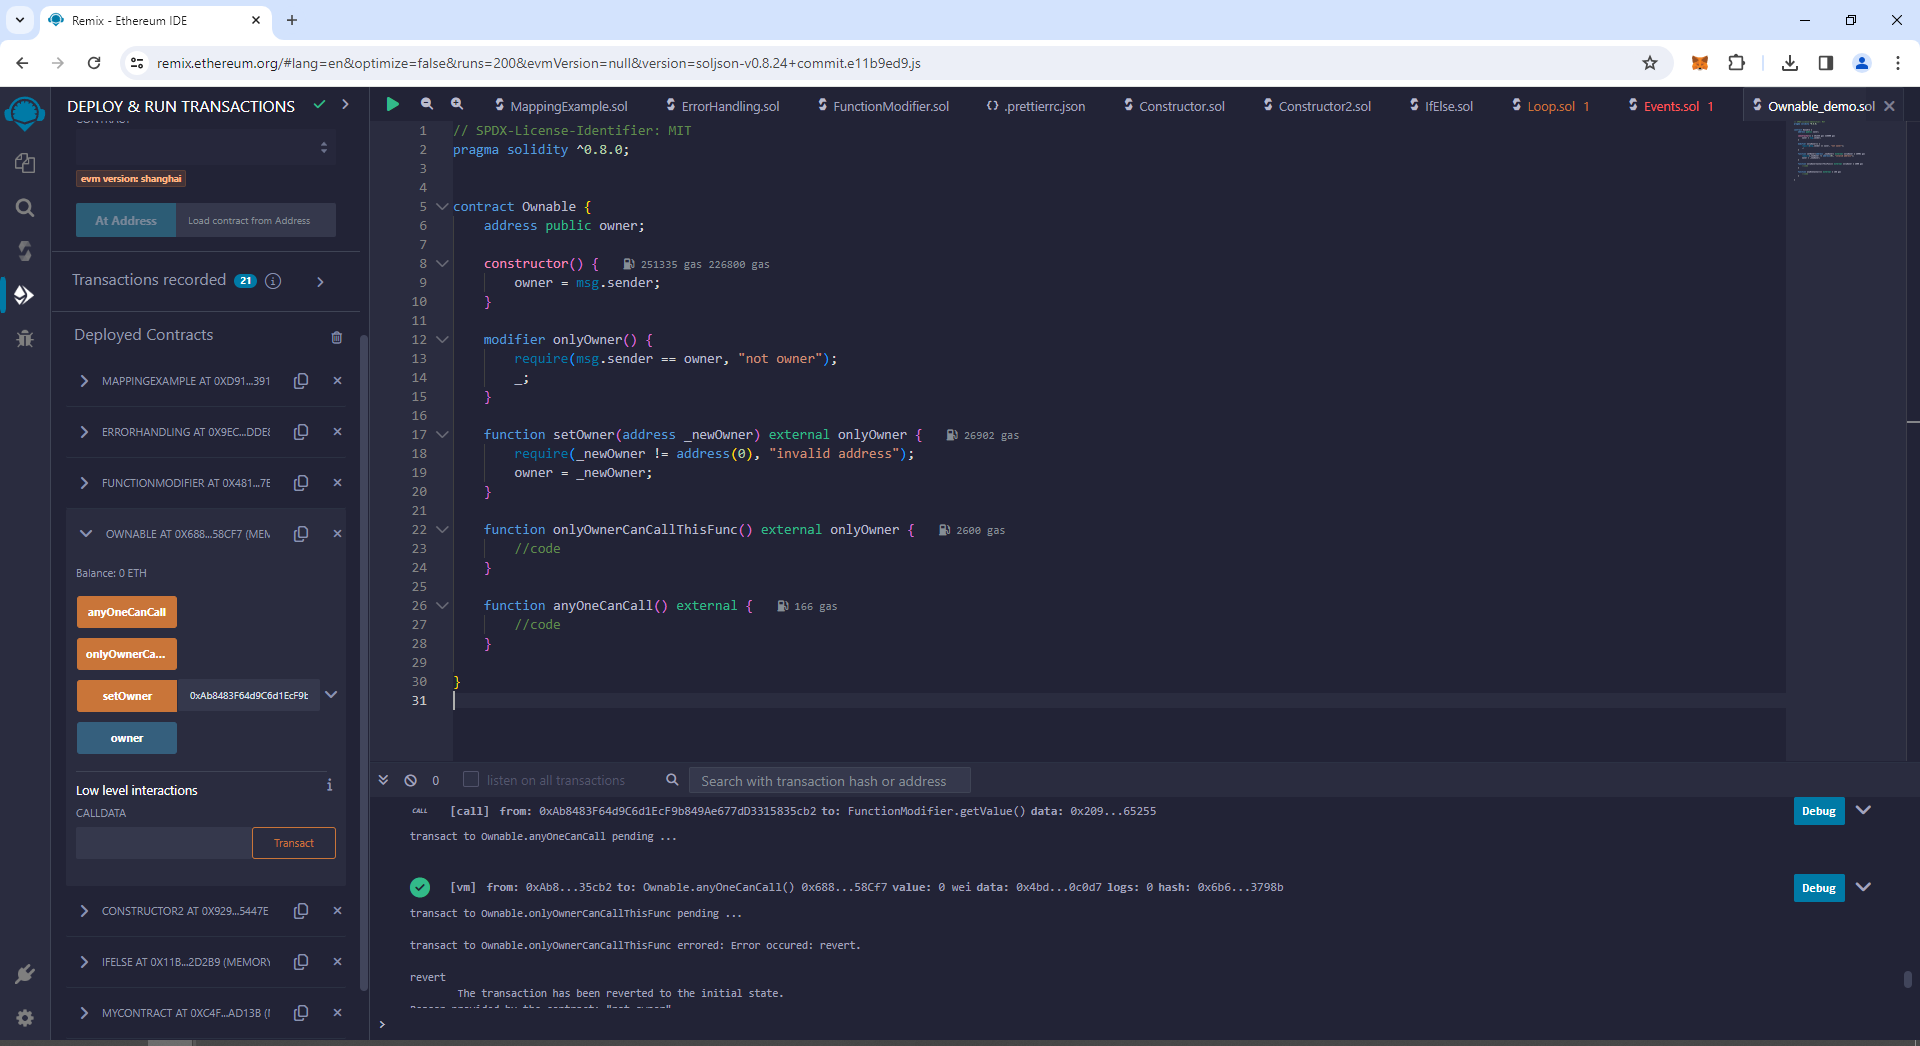 Remix - Ethereum IDE
remix.ethereum.org/#lang=en&optimize=false&runs=200&evmVersion=null&version=soljson-v0.8.24+commit.e11b9ed9.js
DEPLOY & RUN TRANSACTIONS
CONTRACT
evm version: shanghai
At Address
Load contract from Address
Transactions recorded 21
Deployed Contracts
MAPPINGEXAMPLE AT 0XD91...391
ERRORHANDLING AT 0X9EC...DDE8
FUNCTIONMODIFIER AT 0X481...7E
OWNABLE AT 0X688...58CF7 (MEM
Balance: 0 ETH
anyOneCanCall
onlyOwnerCa...
setOwner
0xAb8483F64d9C6d1EcF9b
owner
Low level interactions
CALLDATA
Transact
CONSTRUCTOR2 AT 0X929...5447E
IFELSE AT 0X11B...2D2B9 (MEMORY
MYCONTRACT AT 0XC4F...AD13B (
MappingExample.sol
ErrorHandling.sol
FunctionModifier.sol
.prettierrc.json
Constructor.sol
Constructor2.sol
IfElse.sol
Loop.sol 1
Events.sol 1
Ownable_demo.sol
1 // SPDX-License-Identifier: MIT
2 pragma solidity ^0.8.0;
3
4
5 contract Ownable {
6 address public owner;
7
8 constructor() { 251335 gas 226800 gas
9 owner = msg.sender;
10 }
11
12 modifier onlyOwner() {
13 require(msg.sender == owner, "not owner");
14 _;
15 }
16
17 function setOwner(address _newOwner) external onlyOwner { 26902 gas
18 require(_newOwner != address(0), "invalid address");
19 owner = _newOwner;
20 }
21
22 function onlyOwnerCanCallThisFunc() external onlyOwner { 2600 gas
23 //code
24 }
25
26 function anyOneCanCall() external { 166 gas
27 //code
28 }
29
30 }
31
0
listen on all transactions
Search with transaction hash or address
CALL [call] from: 0xAb8483F64d9C6d1EcF9b849Ae677dD3315835cb2 to: FunctionModifier.getValue() data: 0x209...65255
Debug
transact to Ownable.anyOneCanCall pending ...
[vm] from: 0xAb8...35cb2 to: Ownable.anyOneCanCall() 0x688...58Cf7 value: 0 wei data: 0x4bd...0c0d7 logs: 0 hash: 0x6b6...3798b
Debug
transact to Ownable.onlyOwnerCanCallThisFunc pending ...
transact to Ownable.onlyOwnerCanCallThisFunc errored: Error occured: revert.
revert
The transaction has been reverted to the initial state.
Reason provided by the contract: "not owner"
>